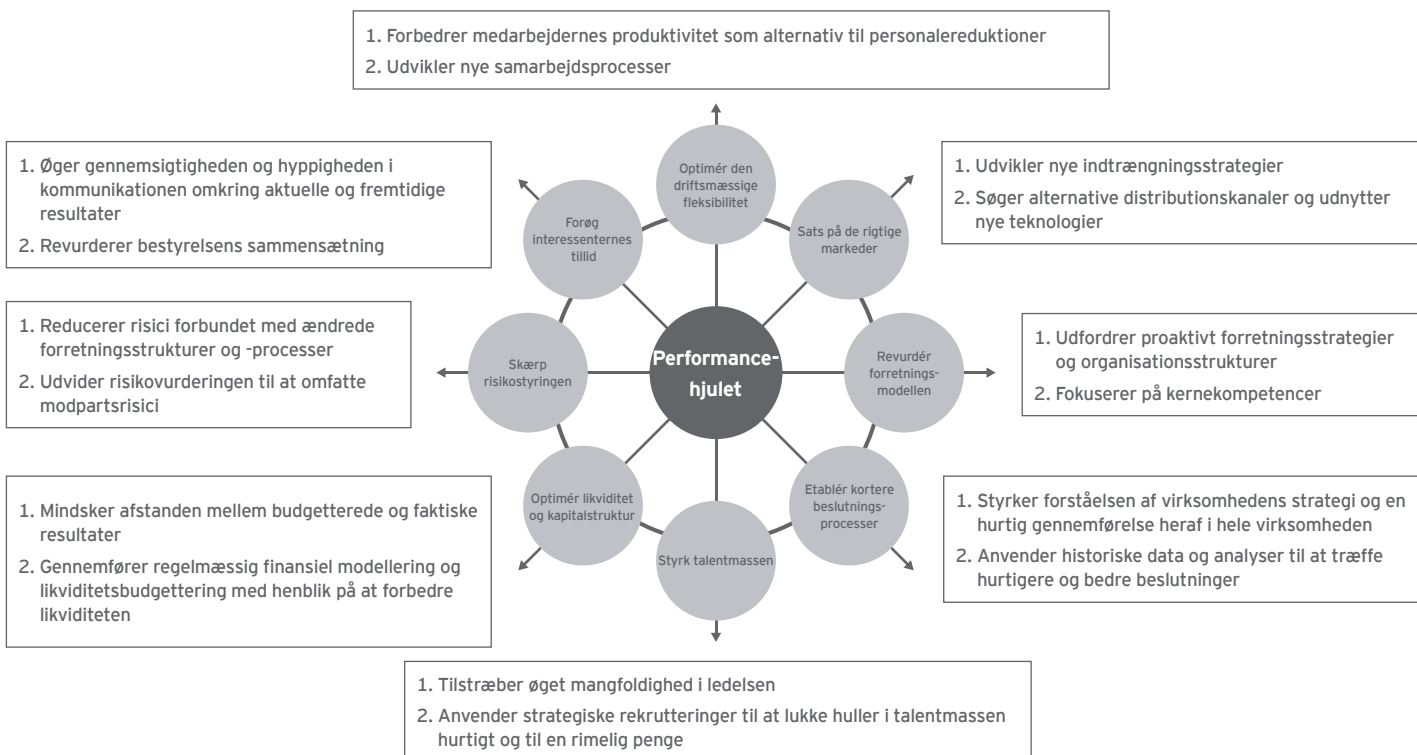 1. Forbedrer medarbejdernes produktivitet som alternativ til personalereduktioner
2. Udvikler nye samarbejdsprocesser
1. Øger gennemsigtigheden og hyppigheden i
kommunikationen omkring aktuelle og fremtidige
resultater
2. Revurderer bestyrelsens sammensætning
Optimér den
driftsmæssige
fleksibilitet
1. Udvikler nye indtrængningsstrategier
2. Søger alternative distributionskanaler og udnytter
nye teknologier
Forøg
interessenternes
tillid
Sats på de rigtige
markeder
1. Reducerer risici forbundet med ændrede
forretningsstrukturer og -processer
2. Udvider risikovurderingen til at omfatte
modpartsrisici
Skærp
risikostyringen
Performance-
hjulet
Revurdér
forretnings-
modellen
1. Udfordrer proaktivt forretningsstrategier
og organisationsstrukturer
2. Fokuserer på kernekompetencer
1. Mindsker afstanden mellem budgetterede og faktiske
resultater
2. Gennemfører regelmæssig finansiel modellering og
likviditetsbudgettering med henblik på at forbedre
likviditeten
Optimér likviditet
og kapitalstruktur
Styrk talentmassen
Etablér kortere
beslutnings-
processer
1. Styrker forståelsen af virksomhedens strategi og en
hurtig gennemførelse heraf i hele virksomheden
2. Anvender historiske data og analyser til at træffe
hurtigere og bedre beslutninger
1. Tilstræber øget mangfoldighed i ledelsen
2. Anvender strategiske rekrutteringer til at lukke huller i talentmassen
hurtigt og til en rimelig penge